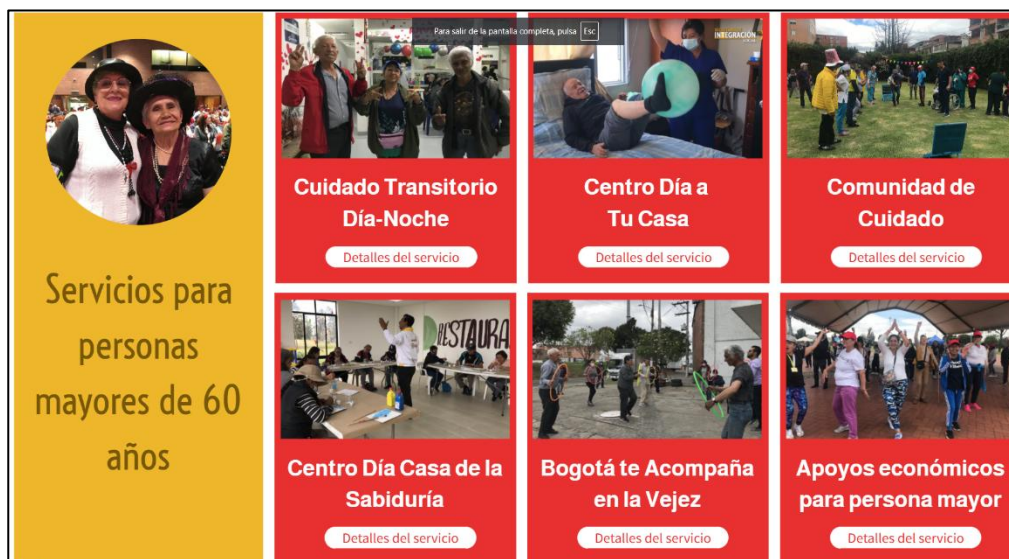 Para salir de la pantalla completa, pulsa Esc
INTEGRACIÓN
Servicios para
personas
mayores de 60
años
Cuidado Transitorio
Día-Noche
Detalles del servicio
Centro Día a
Tu Casa
Detalles del servicio
Comunidad de
Cuidado
Detalles del servicio
RESTAURA
Centro Día Casa de la
Sabiduría
Detalles del servicio
Bogotá te Acompaña
en la Vejez
Detalles del servicio
Apoyos económicos
para persona mayor
Detalles del servicio